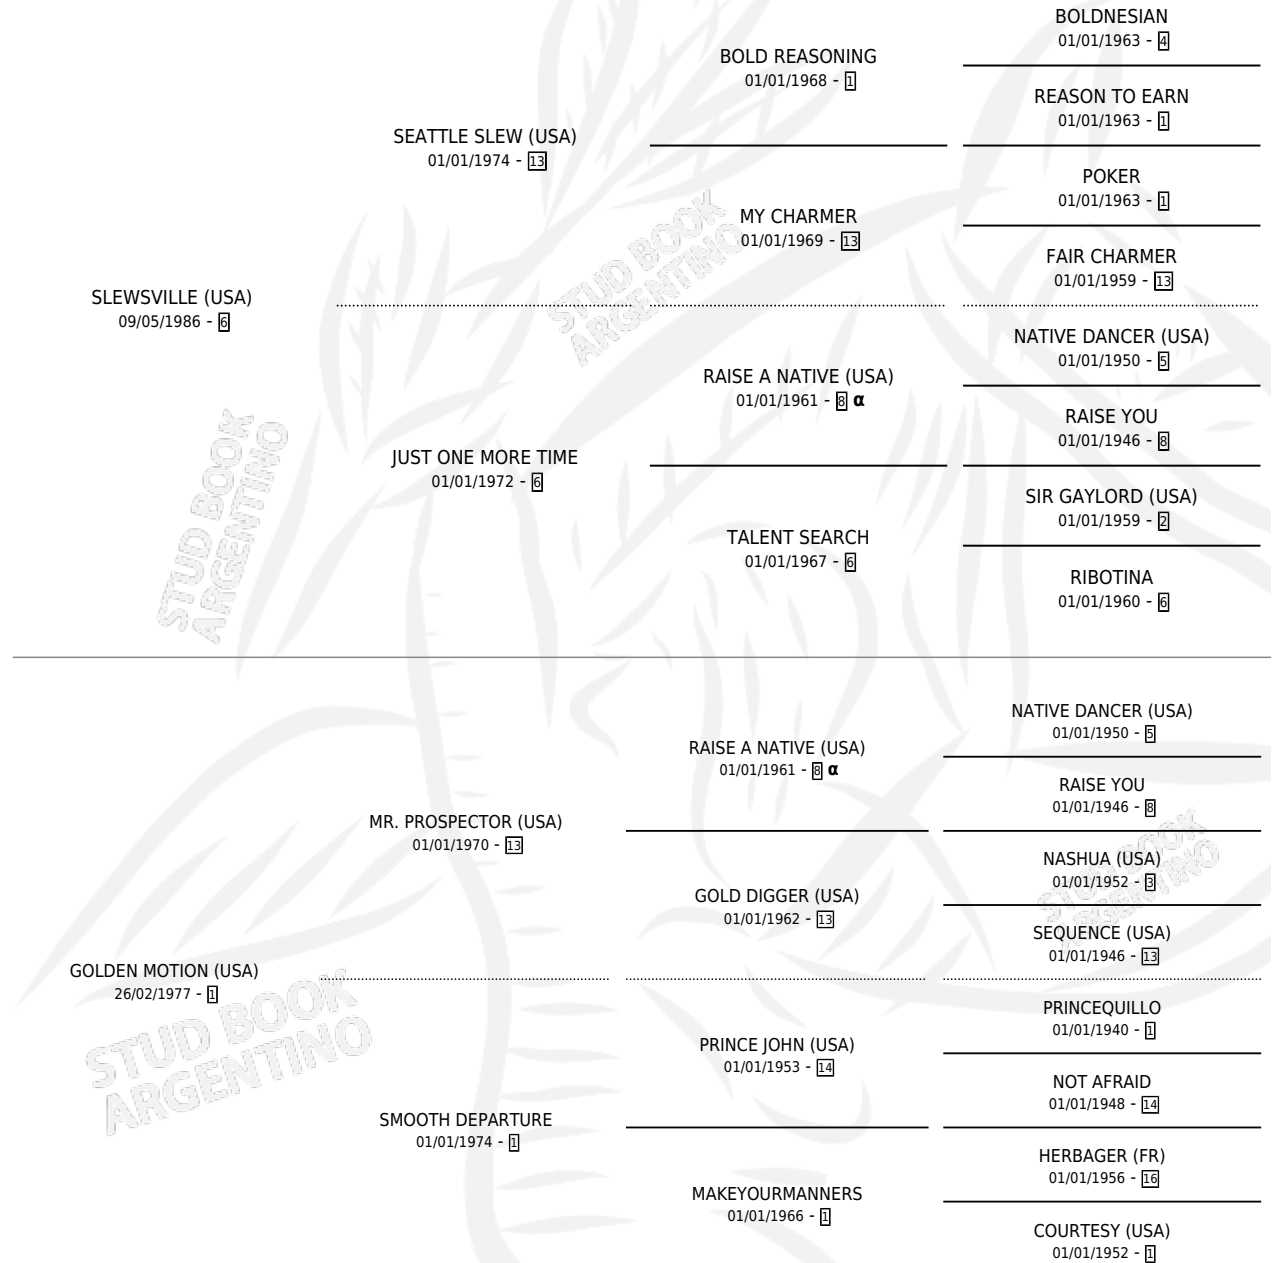 BOLDNESIAN
01/01/1963 - 4
BOLD REASONING
01/01/1968 - 1
REASON TO EARN
01/01/1963 - 1
SEATTLE SLEW (USA)
01/01/1974 - 13
POKER
01/01/1963 - 1
MY CHARMER
01/01/1969 - 13
FAIR CHARMER
01/01/1959 - 13
STUD BOOK
ARGENTINO
SLEWSVILLE (USA)
09/05/1986 - 6
NATIVE DANCER (USA)
01/01/1950 - 5
RAISE A NATIVE (USA)
01/01/1961 - 8 α
RAISE YOU
01/01/1946 - 8
JUST ONE MORE TIME
01/01/1972 - 6
SIR GAYLORD (USA)
01/01/1959 - 2
TALENT SEARCH
01/01/1967 - 6
RIBOTINA
01/01/1960 - 6
STUD BOOK
ARGENTINO
NATIVE DANCER (USA)
01/01/1950 - 5
RAISE A NATIVE (USA)
01/01/1961 - 8 α
RAISE YOU
01/01/1946 - 8
MR. PROSPECTOR (USA)
01/01/1970 - 13
NASHUA (USA)
01/01/1952 - 3
GOLD DIGGER (USA)
01/01/1962 - 13
SEQUENCE (USA)
01/01/1946 - 13
STUD BOOK
ARGENTINO
GOLDEN MOTION (USA)
26/02/1977 - 1
PRINCEQUILLO
01/01/1940 - 1
PRINCE JOHN (USA)
01/01/1953 - 14
NOT AFRAID
01/01/1948 - 14
SMOOTH DEPARTURE
01/01/1974 - 1
HERBAGER (FR)
01/01/1956 - 16
MAKEYOURMANNERS
01/01/1966 - 1
COURTESY (USA)
01/01/1952 - 1
STUD BOOK
ARGENTINO